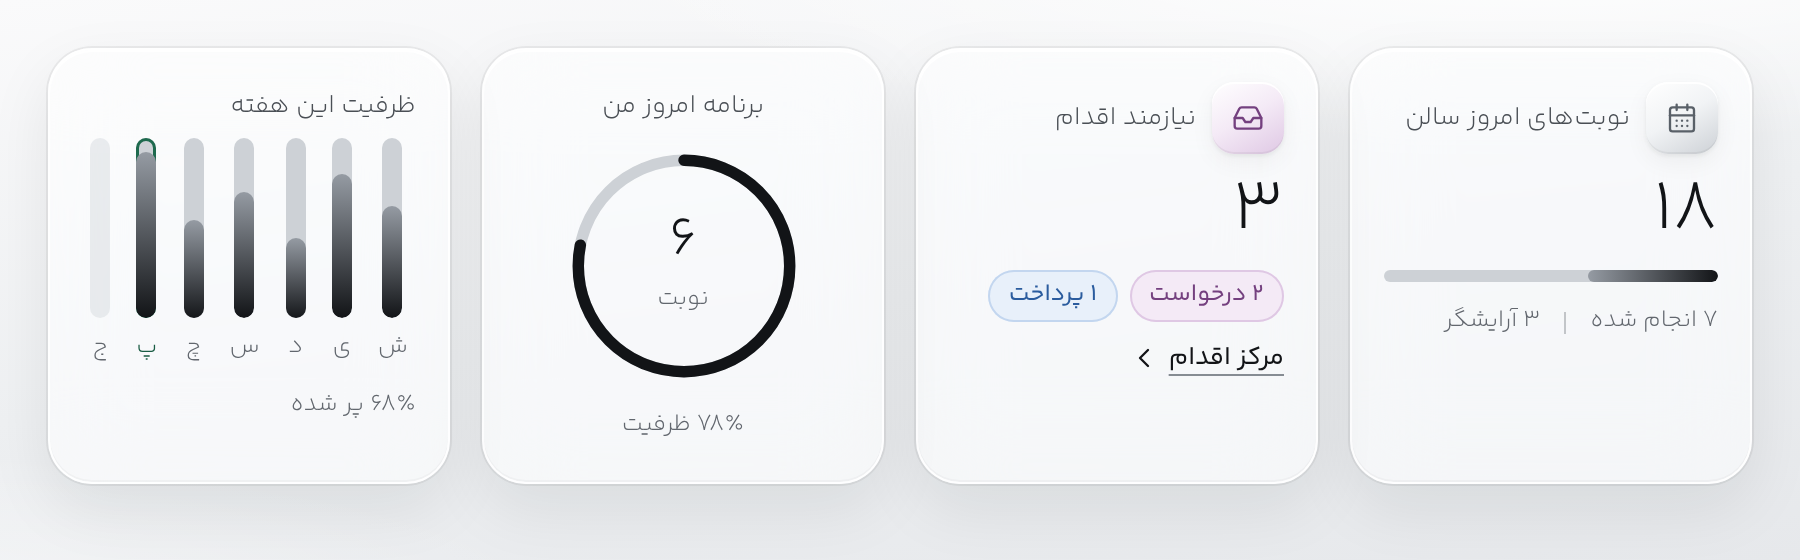 نوبت‌های امروز سالن
۱۸
۷ انجام شده | ۳ آرایشگر
نیازمند اقدام
۳
۲ درخواست
۱ پرداخت
مرکز اقدام
برنامه امروز من
۶
نوبت
۷۸% ظرفیت
ظرفیت این هفته
ش ی د س چ پ ج
۶۸% پر شده